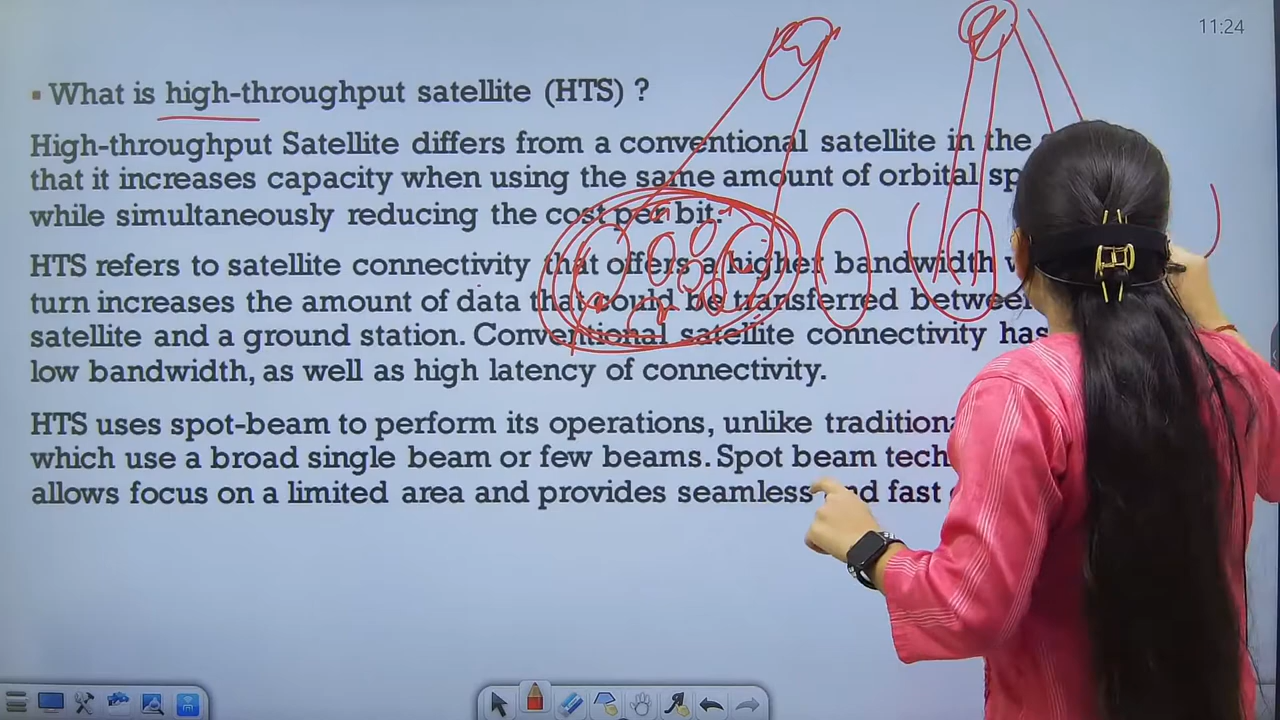 11:24
▪ What is high-throughput satellite (HTS) ?
High-throughput Satellite differs from a conventional satellite in the
that it increases capacity when using the same amount of orbital sp
while simultaneously reducing the cost per bit.
HTS refers to satellite connectivity that offers a higher bandwidth w
turn increases the amount of data that could be transferred between
satellite and a ground station. Conventional satellite connectivity has
low bandwidth, as well as high latency of connectivity.
HTS uses spot-beam to perform its operations, unlike traditiona
which use a broad single beam or few beams. Spot beam tech
allows focus on a limited area and provides seamless and fast